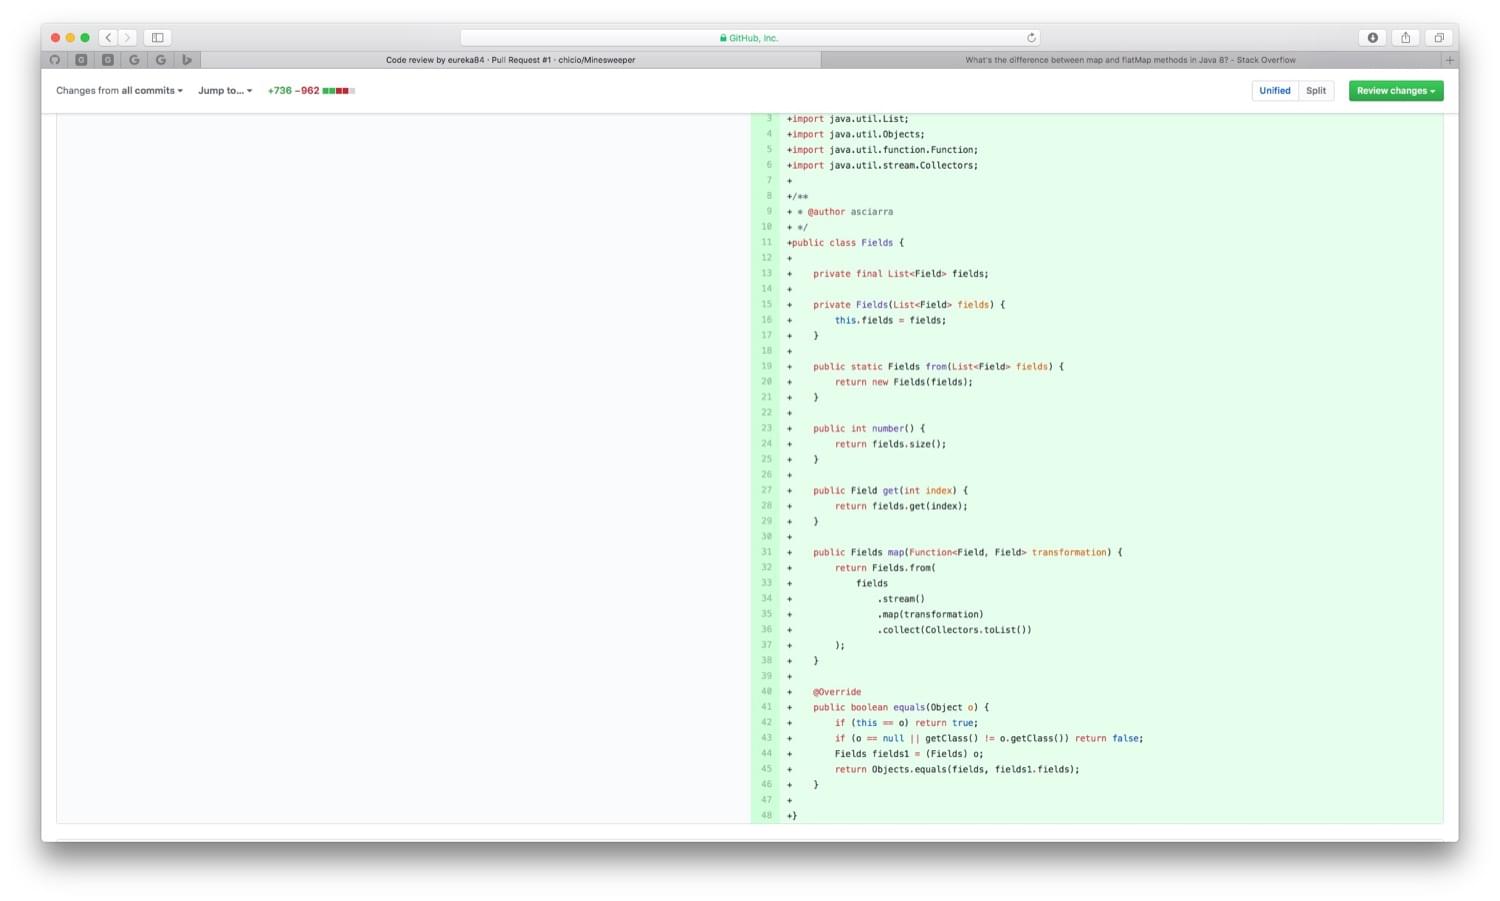 GitHub, Inc.
Code review by eureka84 · Pull Request #1 · chicio/Minesweeper
What's the difference between map and flatMap methods in Java 8? - Stack Overflow
Changes from all commits
Jump to...
+736 −962
Unified
Split
Review changes
3 +import java.util.List;
4 +import java.util.Objects;
5 +import java.util.function.Function;
6 +import java.util.stream.Collectors;
7 +
8 +/**
9 + * @author asciarra
10 + */
11 +public class Fields {
12 +
13 +    private final List<Field> fields;
14 +
15 +    private Fields(List<Field> fields) {
16 +        this.fields = fields;
17 +    }
18 +
19 +    public static Fields from(List<Field> fields) {
20 +        return new Fields(fields);
21 +    }
22 +
23 +    public int number() {
24 +        return fields.size();
25 +    }
26 +
27 +    public Field get(int index) {
28 +        return fields.get(index);
29 +    }
30 +
31 +    public Fields map(Function<Field, Field> transformation) {
32 +        return Fields.from(
33 +            fields
34 +                .stream()
35 +                .map(transformation)
36 +                .collect(Collectors.toList())
37 +        );
38 +    }
39 +
40 +    @Override
41 +    public boolean equals(Object o) {
42 +        if (this == o) return true;
43 +        if (o == null || getClass() != o.getClass()) return false;
44 +        Fields fields1 = (Fields) o;
45 +        return Objects.equals(fields, fields1.fields);
46 +    }
47 +
48 +}